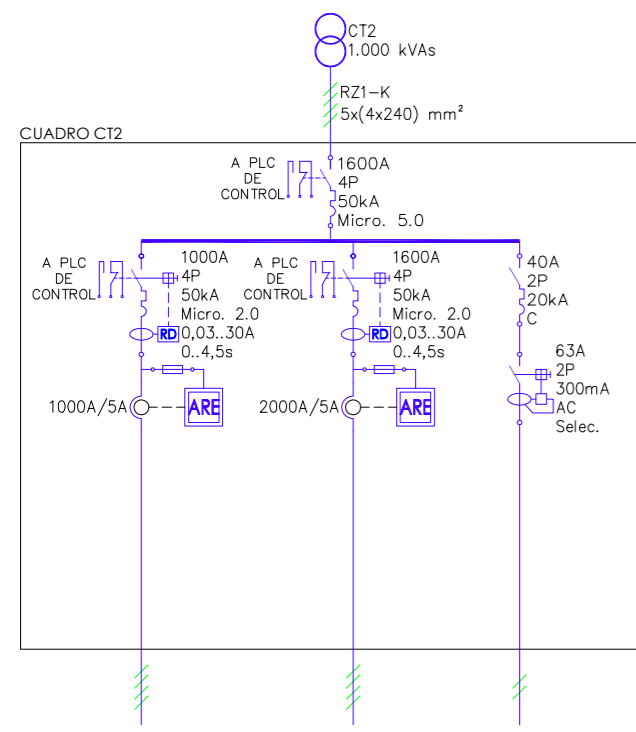 CT2
1.000 kVAs
RZ1-K
5x(4x240) mm²
CUADRO CT2
A PLC
DE
CONTROL
1600A
4P
50kA
Micro. 5.0
A PLC
DE
CONTROL
1000A
4P
50kA
Micro. 2.0
RD
0,03..30A
0..4,5s
1000A/5A
ARE
A PLC
DE
CONTROL
1600A
4P
50kA
Micro. 2.0
RD
0,03..30A
0..4,5s
2000A/5A
ARE
40A
2P
20kA
C
63A
2P
300mA
AC
Selec.